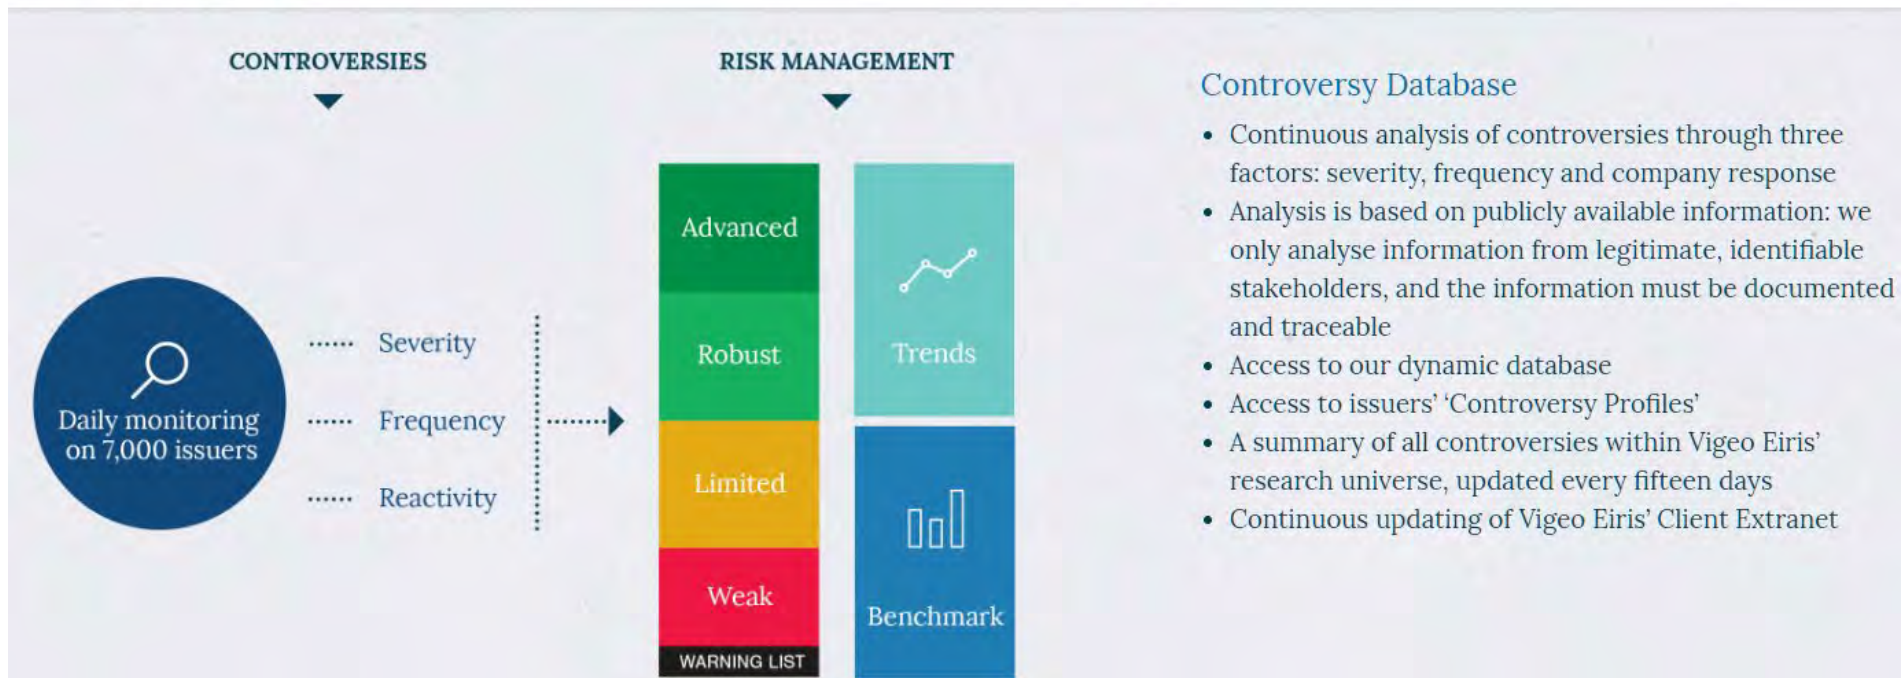 CONTROVERSIES
Daily monitoring
on 7,000 issuers
Severity
Frequency
Reactivity
RISK MANAGEMENT
Advanced
Robust
Limited
Weak
WARNING LIST
Trends
Benchmark
Controversy Database
• Continuous analysis of controversies through three
factors: severity, frequency and company response
• Analysis is based on publicly available information: we
only analyse information from legitimate, identifiable
stakeholders, and the information must be documented
and traceable
• Access to our dynamic database
• Access to issuers’ ‘Controversy Profiles’
• A summary of all controversies within Vigeo Eiris’
research universe, updated every fifteen days
• Continuous updating of Vigeo Eiris’ Client Extranet